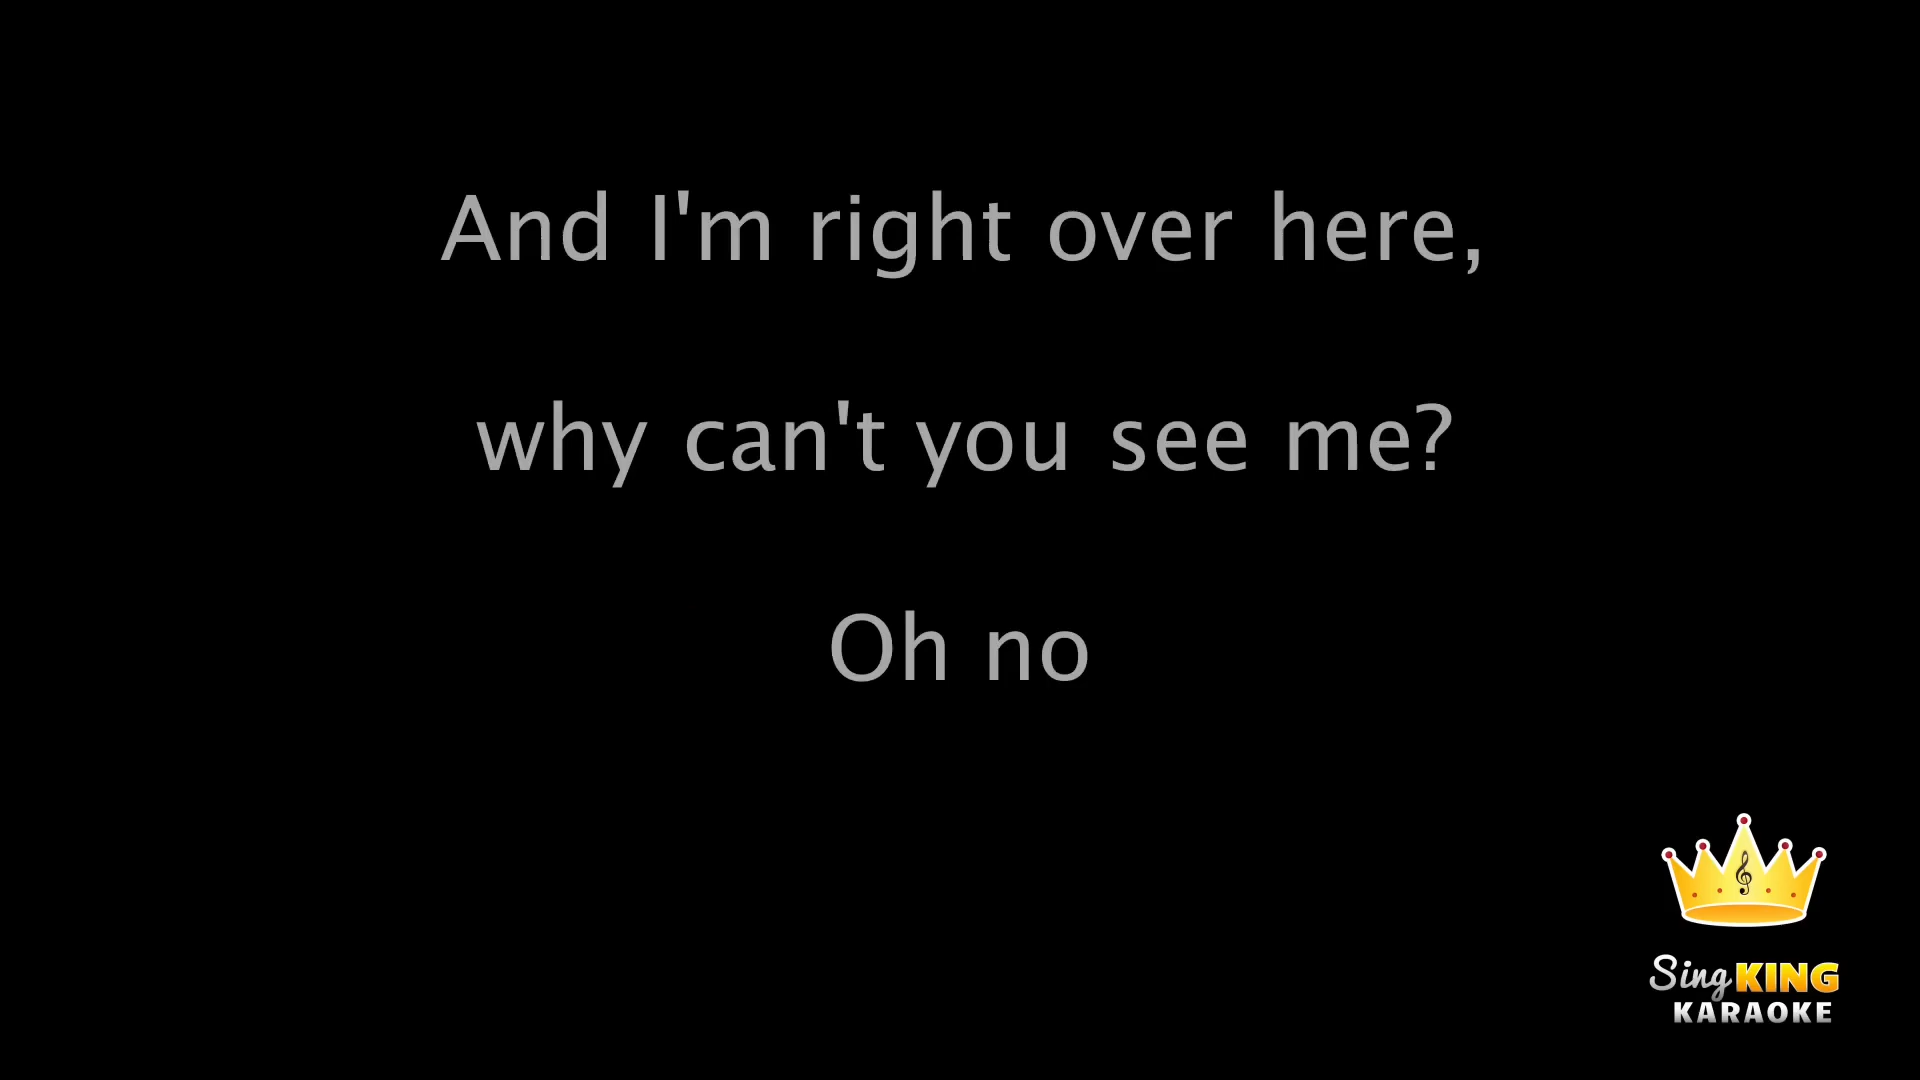 And I'm right over here,
why can't you see me?
Oh no
Sing KING
KARAOKE